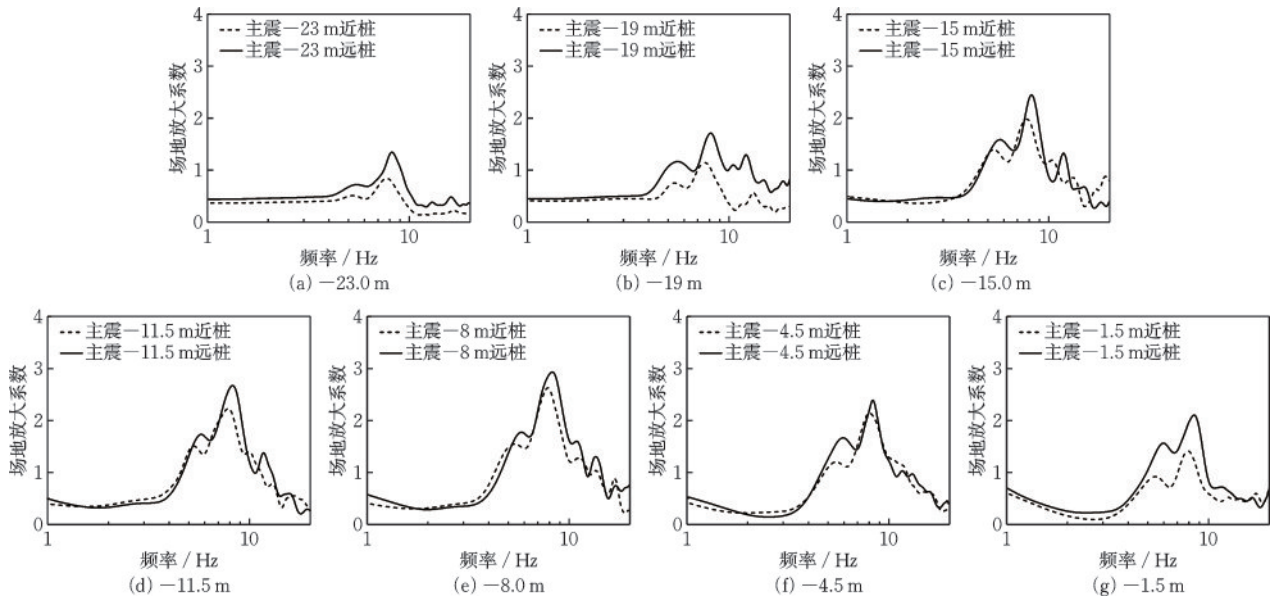 4
3
2
1
0
场地放大系数
主震—23 m近桩
主震—23 m远桩
1
10
频率 / Hz
(a) —23.0 m
4
3
2
1
0
场地放大系数
主震—19 m近桩
主震—19 m远桩
1
10
频率 / Hz
(b) —19 m
4
3
2
1
0
场地放大系数
主震—15 m近桩
主震—15 m远桩
1
10
频率 / Hz
(c) —15.0 m
4
3
2
1
0
场地放大系数
主震—11.5 m近桩
主震—11.5 m远桩
1
10
频率 / Hz
(d) —11.5 m
4
3
2
1
0
场地放大系数
主震—8 m近桩
主震—8 m远桩
1
10
频率 / Hz
(e) —8.0 m
4
3
2
1
0
场地放大系数
主震—4.5 m近桩
主震—4.5 m远桩
1
10
频率 / Hz
(f) —4.5 m
4
3
2
1
0
场地放大系数
主震—1.5 m近桩
主震—1.5 m远桩
1
10
频率 / Hz
(g) —1.5 m